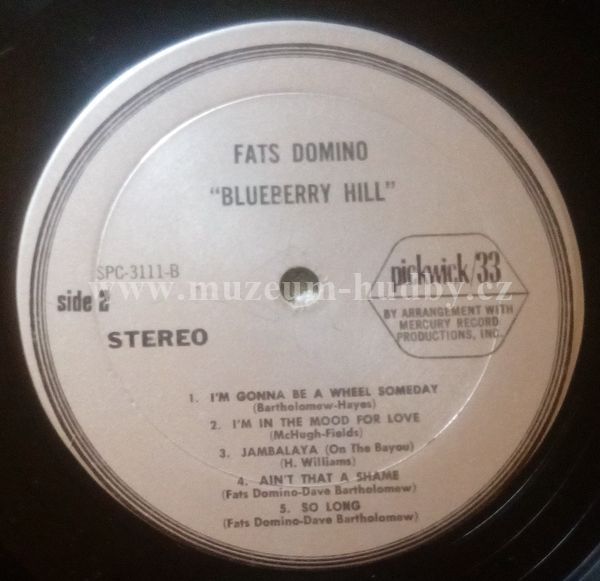 FATS DOMINO
"BLUEBERRY HILL"
SPC-3111-B
pickwick/33
www.muzeum-hudby.cz
side 2
STEREO
BY ARRANGEMENT WITH
MERCURY RECORD
PRODUCTIONS, INC.
1. I'M GONNA BE A WHEEL SOMEDAY
(Bartholomew-Hayes)
2. I'M IN THE MOOD FOR LOVE
(McHugh-Fields)
3. JAMBALAYA (On The Bayou)
(H. Williams)
4. AIN'T THAT A SHAME
(Fats Domino-Dave Bartholomew)
5. SO LONG
(Fats Domino-Dave Bartholomew)